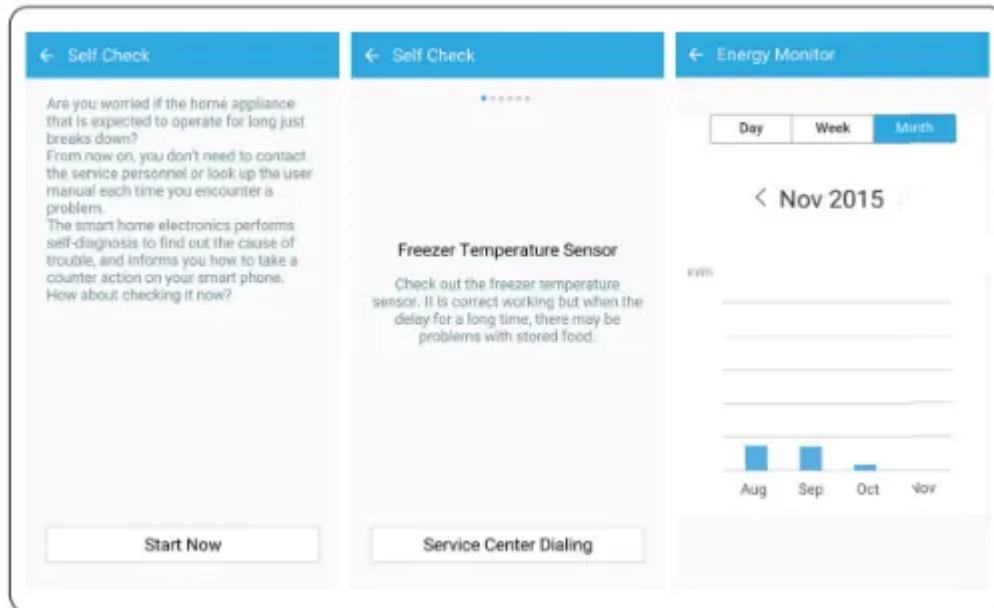 Self Check
Are you worried if the home appliance
that is expected to operate for long just
breaks down?
From now on, you don't need to contact
the service personnel or look up the user
manual each time you encounter a
problem.
The smart home electronics performs
self-diagnosis to find out the cause of
trouble, and informs you how to take a
counter action on your smart phone.
How about checking it now?
Start Now
Self Check
Freezer Temperature Sensor
Check out the freezer temperature
sensor. It is correct working but when the
delay for a long time, there may be
problems with stored food.
Service Center Dialing
Energy Monitor
Day Week Month
Nov 2015
kWh
Aug Sep Oct Nov